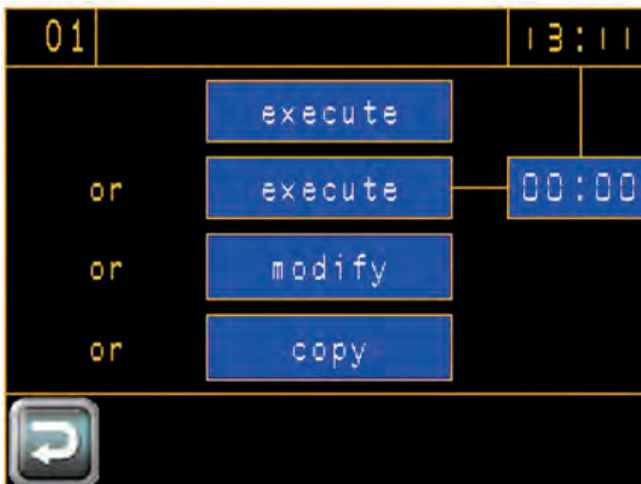 01 13:11
execute
or execute 00:00
or modify
or copy